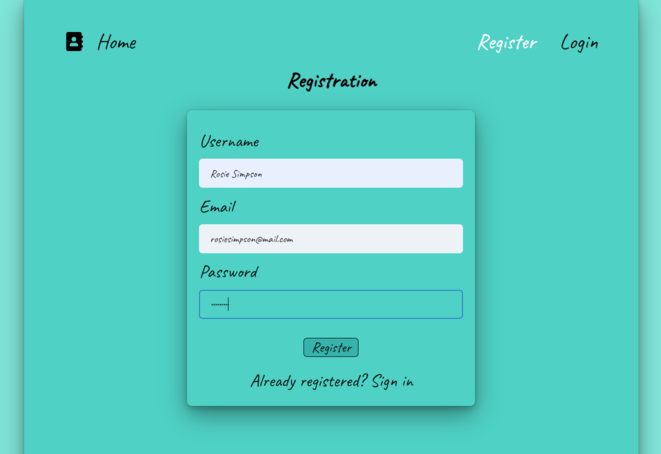 Home
Register
Login
Registration
Username
Rosie Simpson
Email
rosiesimpson@mail.com
Password
Register
Already registered? Sign in